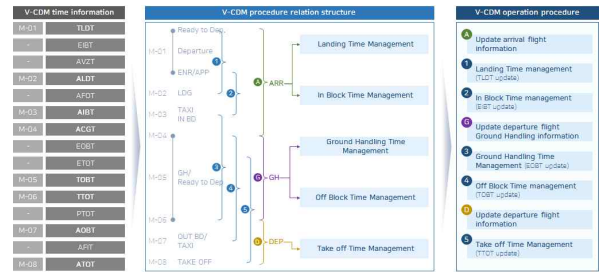 V-CDM time information
M-01 TLDT
- EIBT
- AVZT
M-02 ALDT
- AFDT
M-03 AIBT
M-04 ACGT
- EOBT
- ETOT
M-05 TOBT
M-06 TTOT
- PTOT
M-07 AOBT
- AFIT
M-08 ATOT
V-CDM procedure relation structure
Ready to Dep.
M-01 Departure
ENR/APP
M-02 LDG
M-03 TAXI
IN BD
M-04
M-05 GH/
Ready to Dep
M-06
M-07 OUT BD/
TAXI
M-08 TAKE OFF
1
2
3
4
5
A ARR
G GH
D DEP
Landing Time Management
In Block Time Management
Ground Handling Time
Management
Off Block Time Management
Take off Time Management
V-CDM operation procedure
A Update arrival flight
information
1 Landing Time management
(TLDT update)
2 In Block Time management
(EIBT update)
G Update departure flight
Ground Handling information
3 Ground Handling Time
Management (EOBT update)
4 Off Block Time management
(TOBT update)
D Update departure flight
information
5 Take off Time Management
(TTOT update)